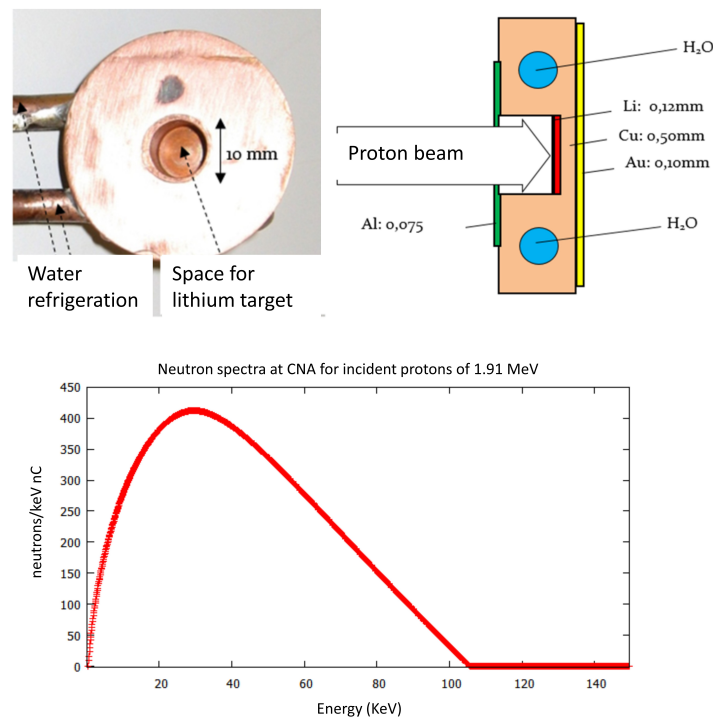 10 mm
Water
refrigeration
Space for
lithium target
H₂O
Li: 0,12mm
Proton beam
Cu: 0,50mm
Au: 0,10mm
Al: 0,075
H₂O
Neutron spectra at CNA for incident protons of 1.91 MeV
neutrons/keV nC
450
400
350
300
250
200
150
100
50
0
20 40 60 80 100 120 140
Energy (KeV)